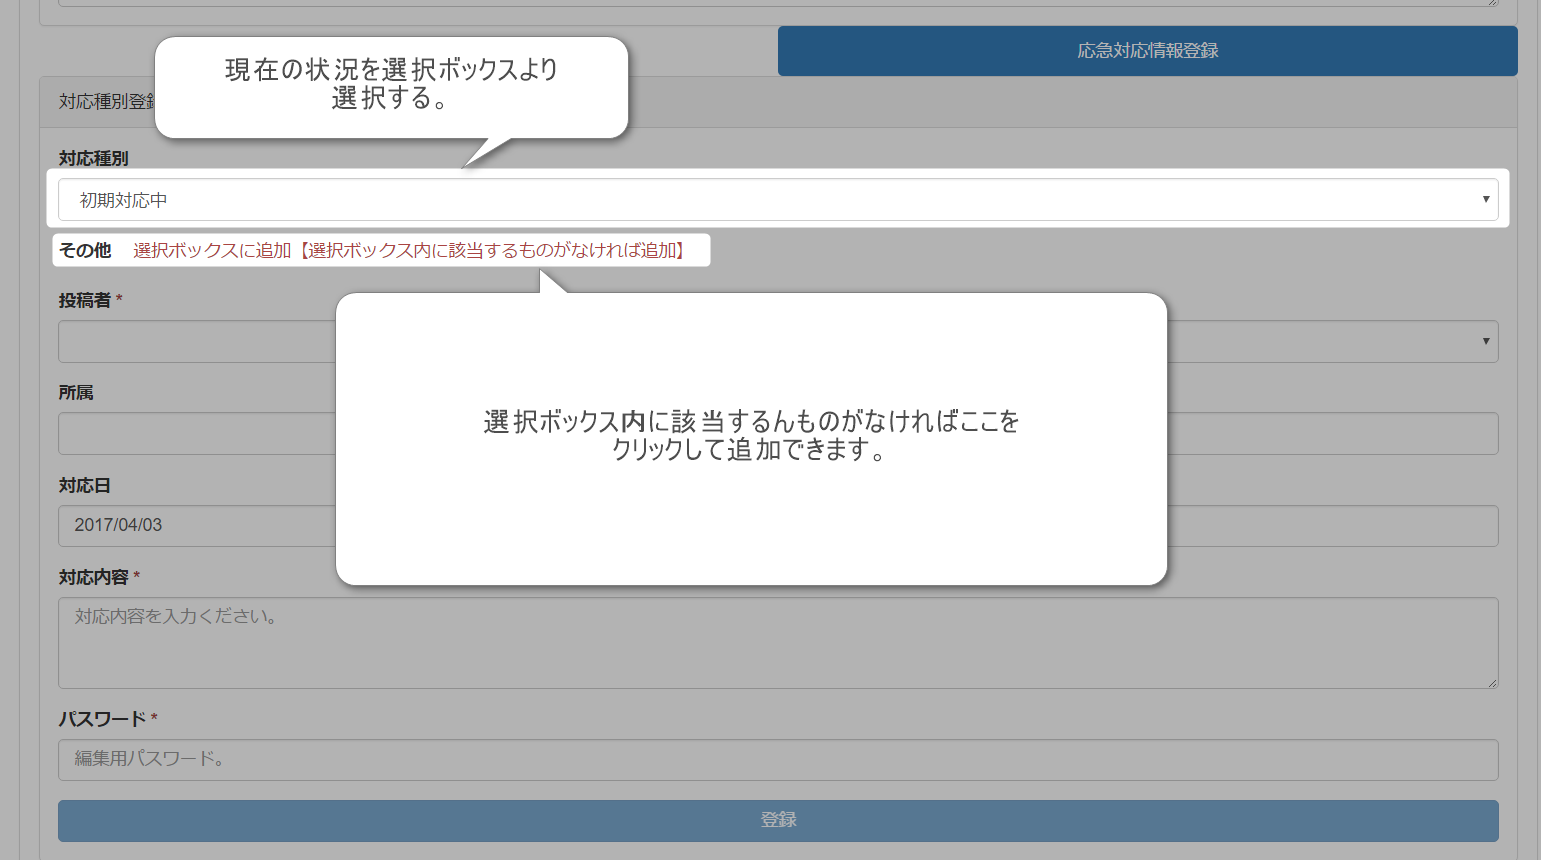 応急対応情報登録
現在の状況を選択ボックスより
選択する。
対応種別登録
対応種別
初期対応中
その他 選択ボックスに追加【選択ボックス内に該当するものがなければ追加】
投稿者 *
選択ボックス内に該当するんものがなければここを
クリックして追加できます。
所属
対応日
2017/04/03
対応内容 *
対応内容を入力ください。
パスワード *
編集用パスワード。
登録